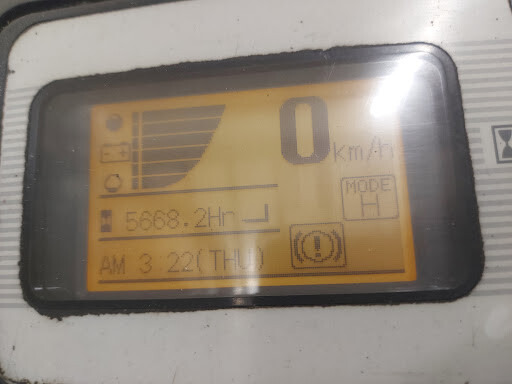 0 km/h
MODE
H
5668.2Hr
AM 3 22(THU)